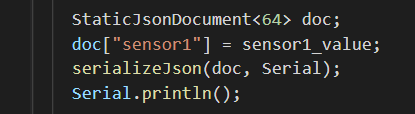 StaticJsonDocument<64> doc;
doc["sensor1"] = sensor1_value;
serializeJson(doc, Serial);
Serial.println();